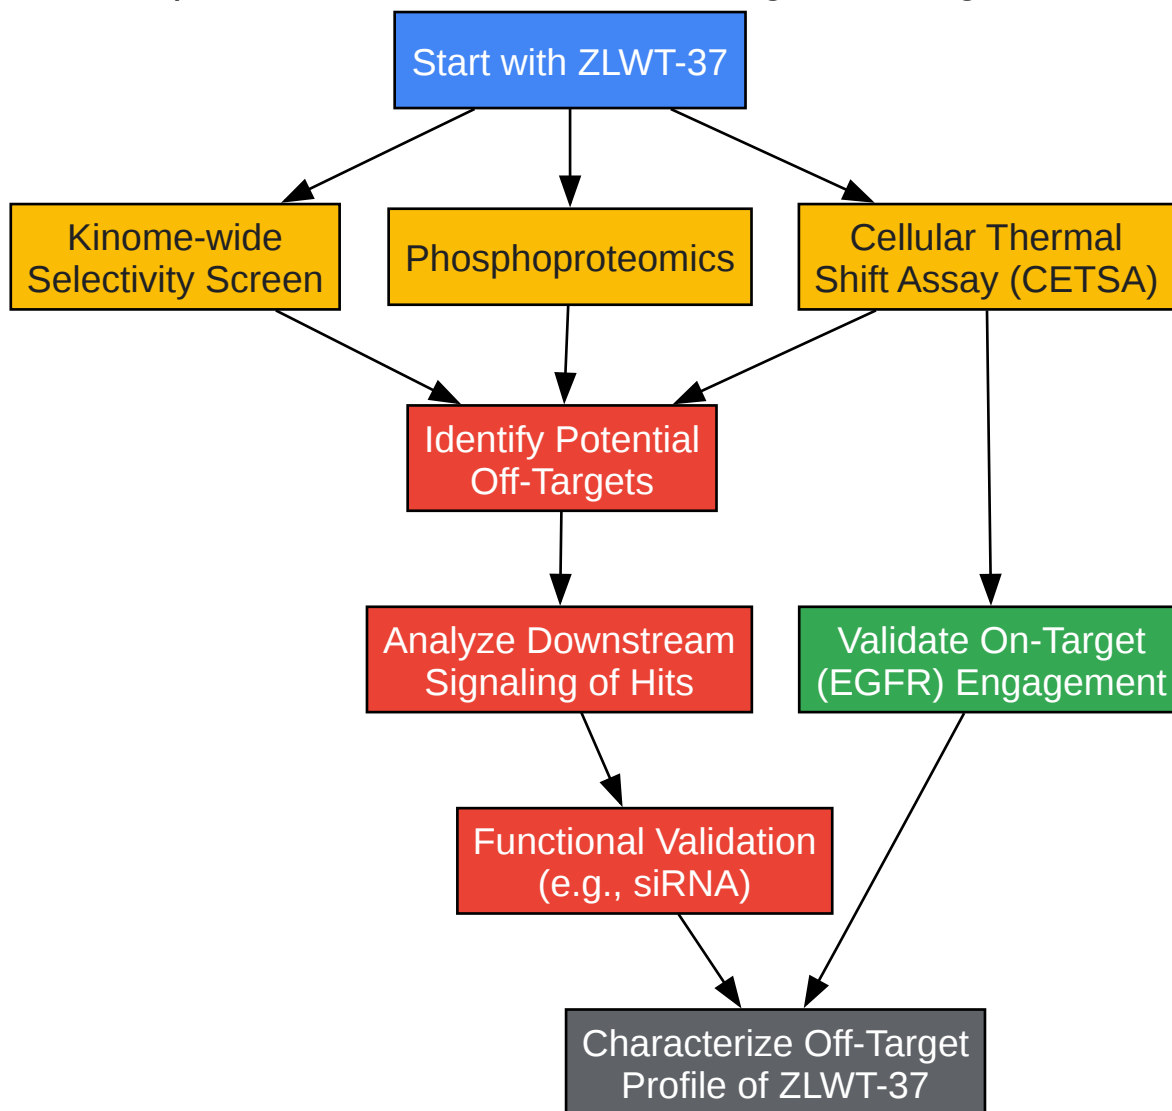 Start with ZLWT-37
Kinome-wide
Selectivity Screen
Phosphoproteomics
Cellular Thermal
Shift Assay (CETSA)
Identify Potential
Off-Targets
Analyze Downstream
Signaling of Hits
Validate On-Target
(EGFR) Engagement
Functional Validation
(e.g., siRNA)
Characterize Off-Target
Profile of ZLWT-37